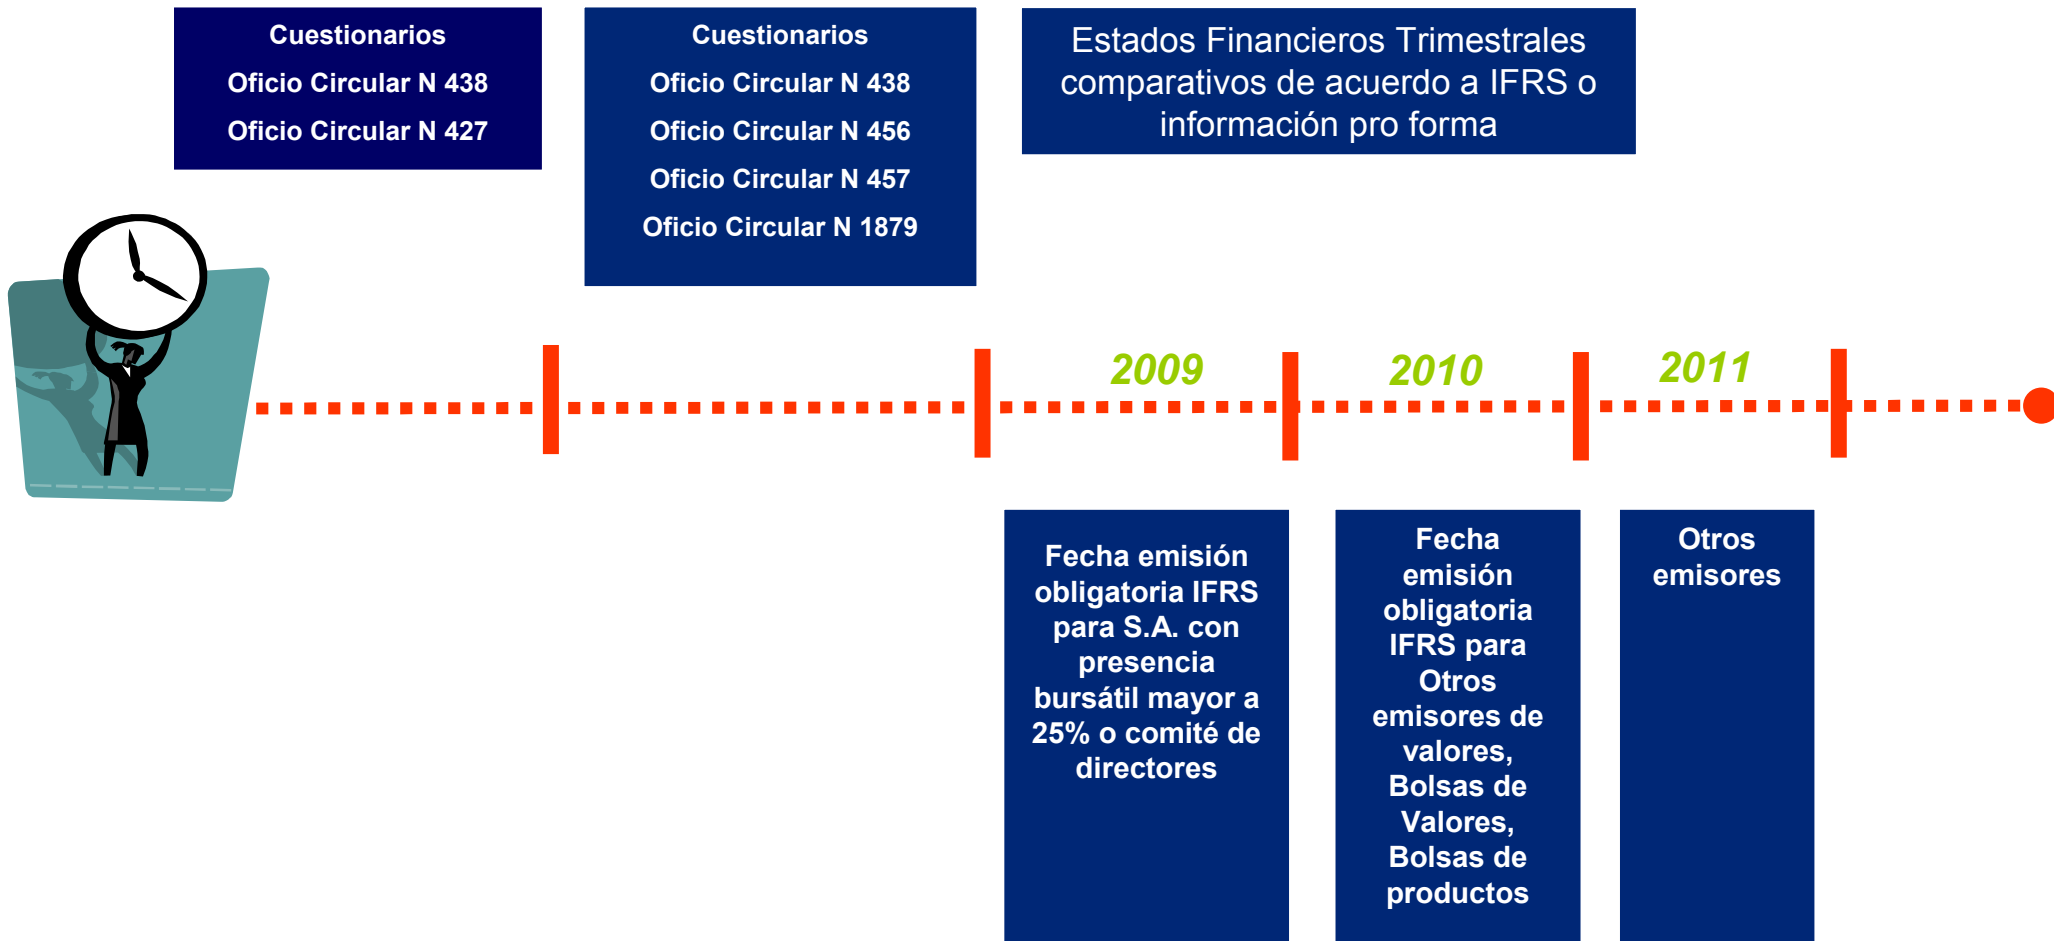 Cuestionarios
Oficio Circular N 438
Oficio Circular N 427
Cuestionarios
Oficio Circular N 438
Oficio Circular N 456
Oficio Circular N 457
Oficio Circular N 1879
Estados Financieros Trimestrales
comparativos de acuerdo a IFRS o
información pro forma
2009
2010
2011
Fecha emisión
obligatoria IFRS
para S.A. con
presencia
bursátil mayor a
25% o comité de
directores
Fecha
emisión
obligatoria
IFRS para
Otros
emisores de
valores,
Bolsas de
Valores,
Bolsas de
productos
Otros
emisores